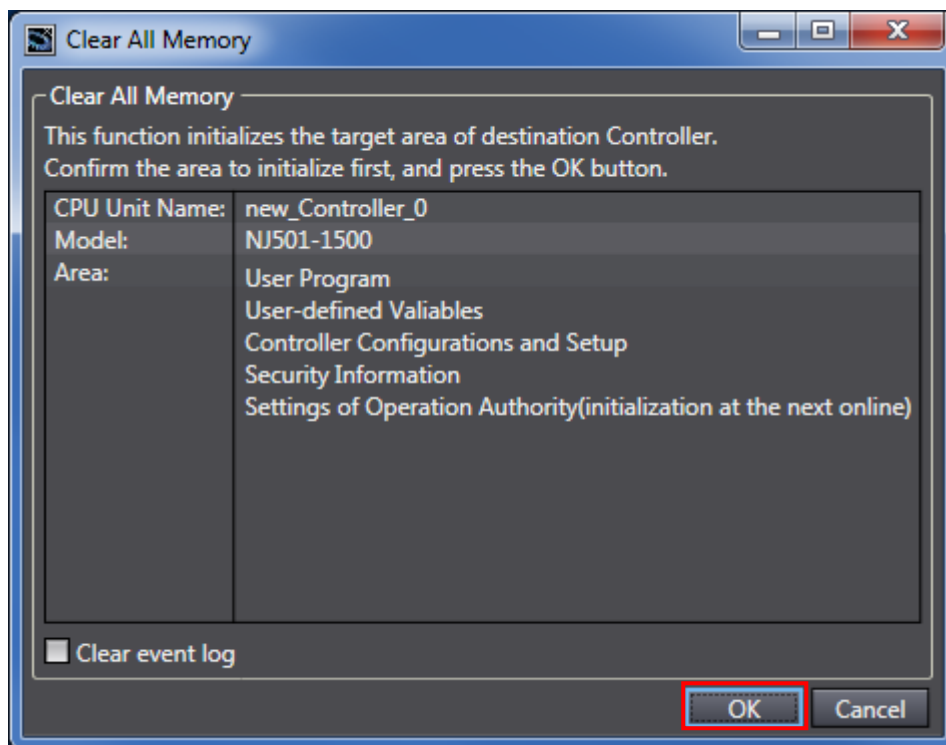 Clear All Memory
Clear All Memory
This function initializes the target area of destination Controller.
Confirm the area to initialize first, and press the OK button.
CPU Unit Name: new_Controller_0
Model: NJ501-1500
Area: User Program
User-defined Valiables
Controller Configurations and Setup
Security Information
Settings of Operation Authority(initialization at the next online)
Clear event log
OK Cancel